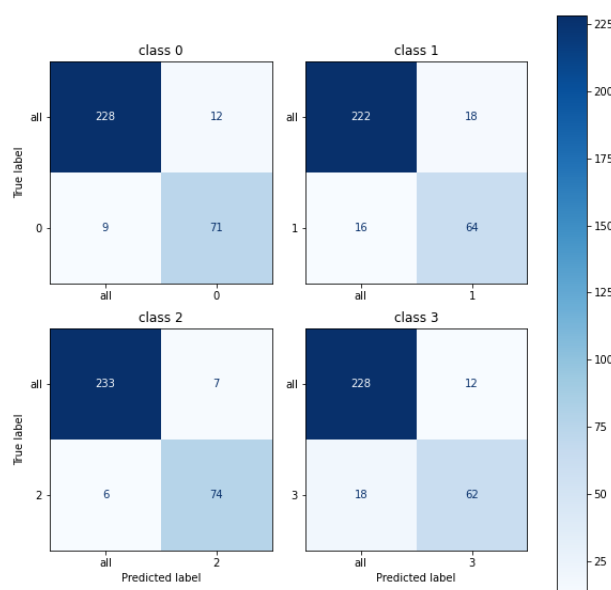 class 0
class 1
True label
all
228
12
0
9
71
all
0
all
222
18
1
16
64
all
1
class 2
class 3
True label
all
233
7
2
6
74
all
2
Predicted label
all
228
12
3
18
62
all
3
Predicted label
225
200
175
150
125
100
75
50
25